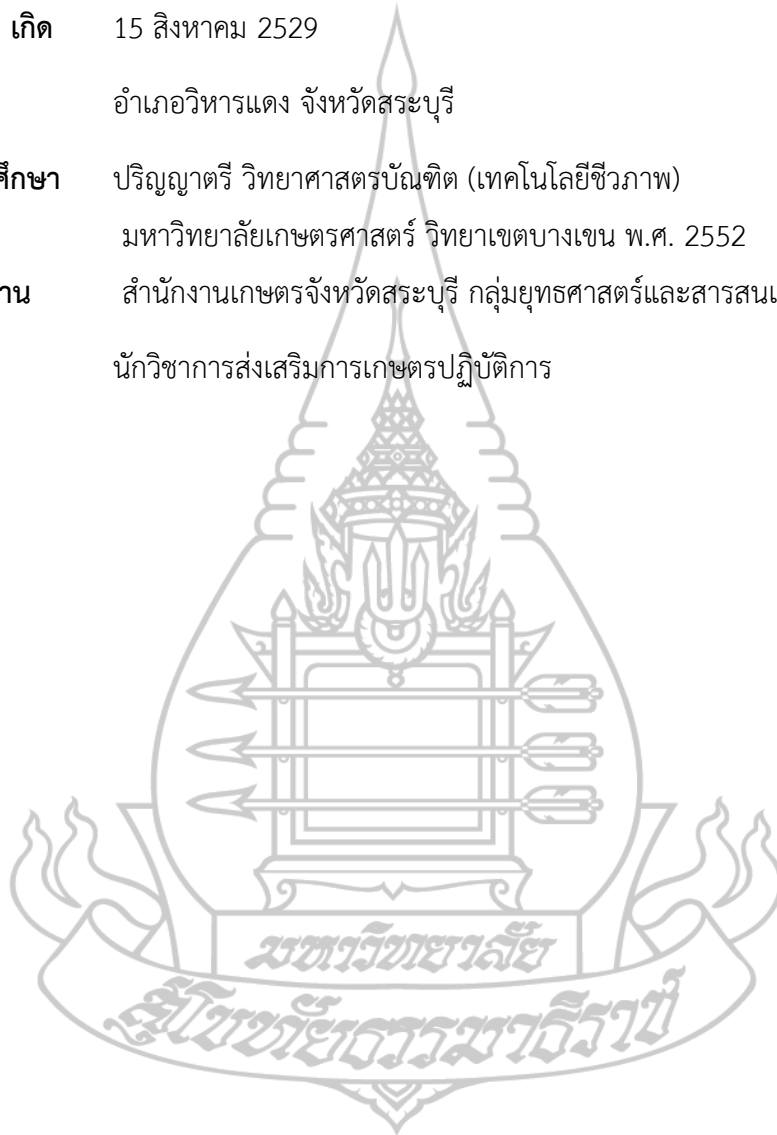 เกิด 15 สิงหาคม 2529
อำเภอวิหารแดง จังหวัดสระบุรี
ศึกษา ปริญญาตรี วิทยาศาสตรบัณฑิต (เทคโนโลยีชีวภาพ)
มหาวิทยาลัยเกษตรศาสตร์ วิทยาเขตบางเขน พ.ศ. 2552
าน สำนักงานเกษตรจังหวัดสระบุรี กลุ่มยุทธศาสตร์และสารสนเ
นักวิชาการส่งเสริมการเกษตรปฏิบัติการ
มหาวิทยาลัย
สุโขทัยธรรมาธิราช